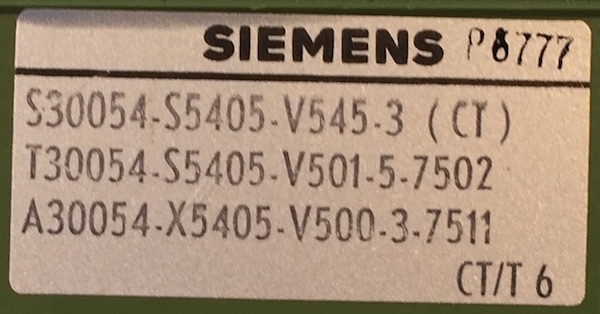 SIEMENS P8777
S30054-S5405-V545-3 (CT)
T30054-S5405-V501-5-7502
A30054-X5405-V500-3-7511
CT/T 6